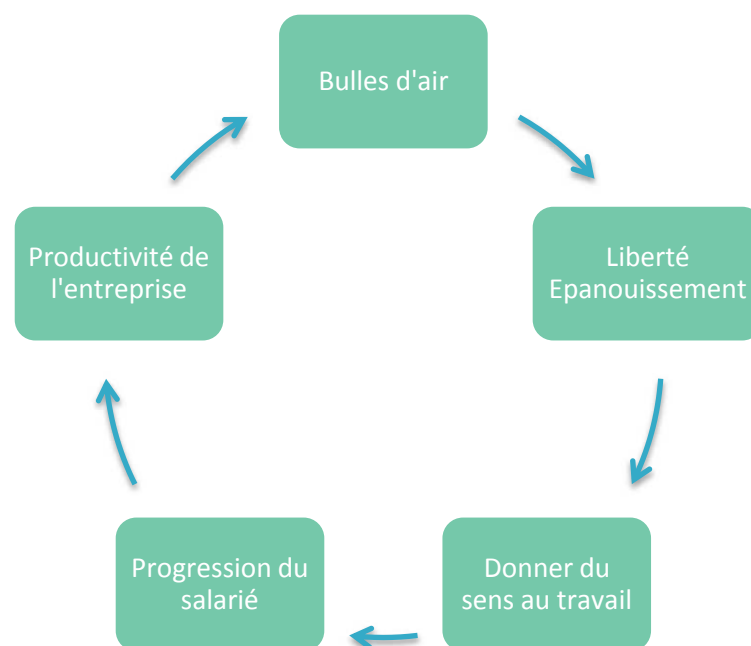 Bulles d'air
Liberté
Epanouissement
Donner du
sens au travail
Progression du
salarié
Productivité de
l'entreprise